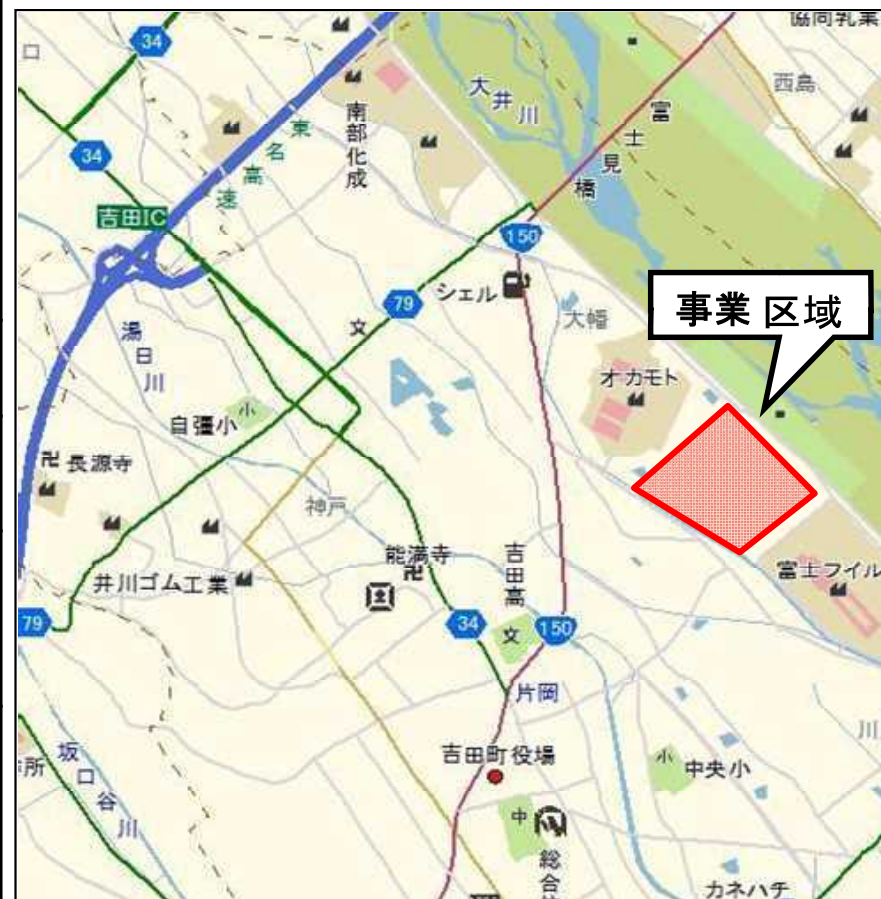 協同乳業
34
口
大井川
西島
南部化成
富士見橋
東名高速
34
吉田IC
150
シェル
79
大幡
事業 区域
文
湯日川
オカモト
自彊小
小
卍 長源寺
神戸
能満寺
卍
吉田高
富士フイル
井川ゴム工業
79
34
文
150
片岡
川
坂口谷川
吉田町役場
小
中央小
所
中
総合
カネハチ